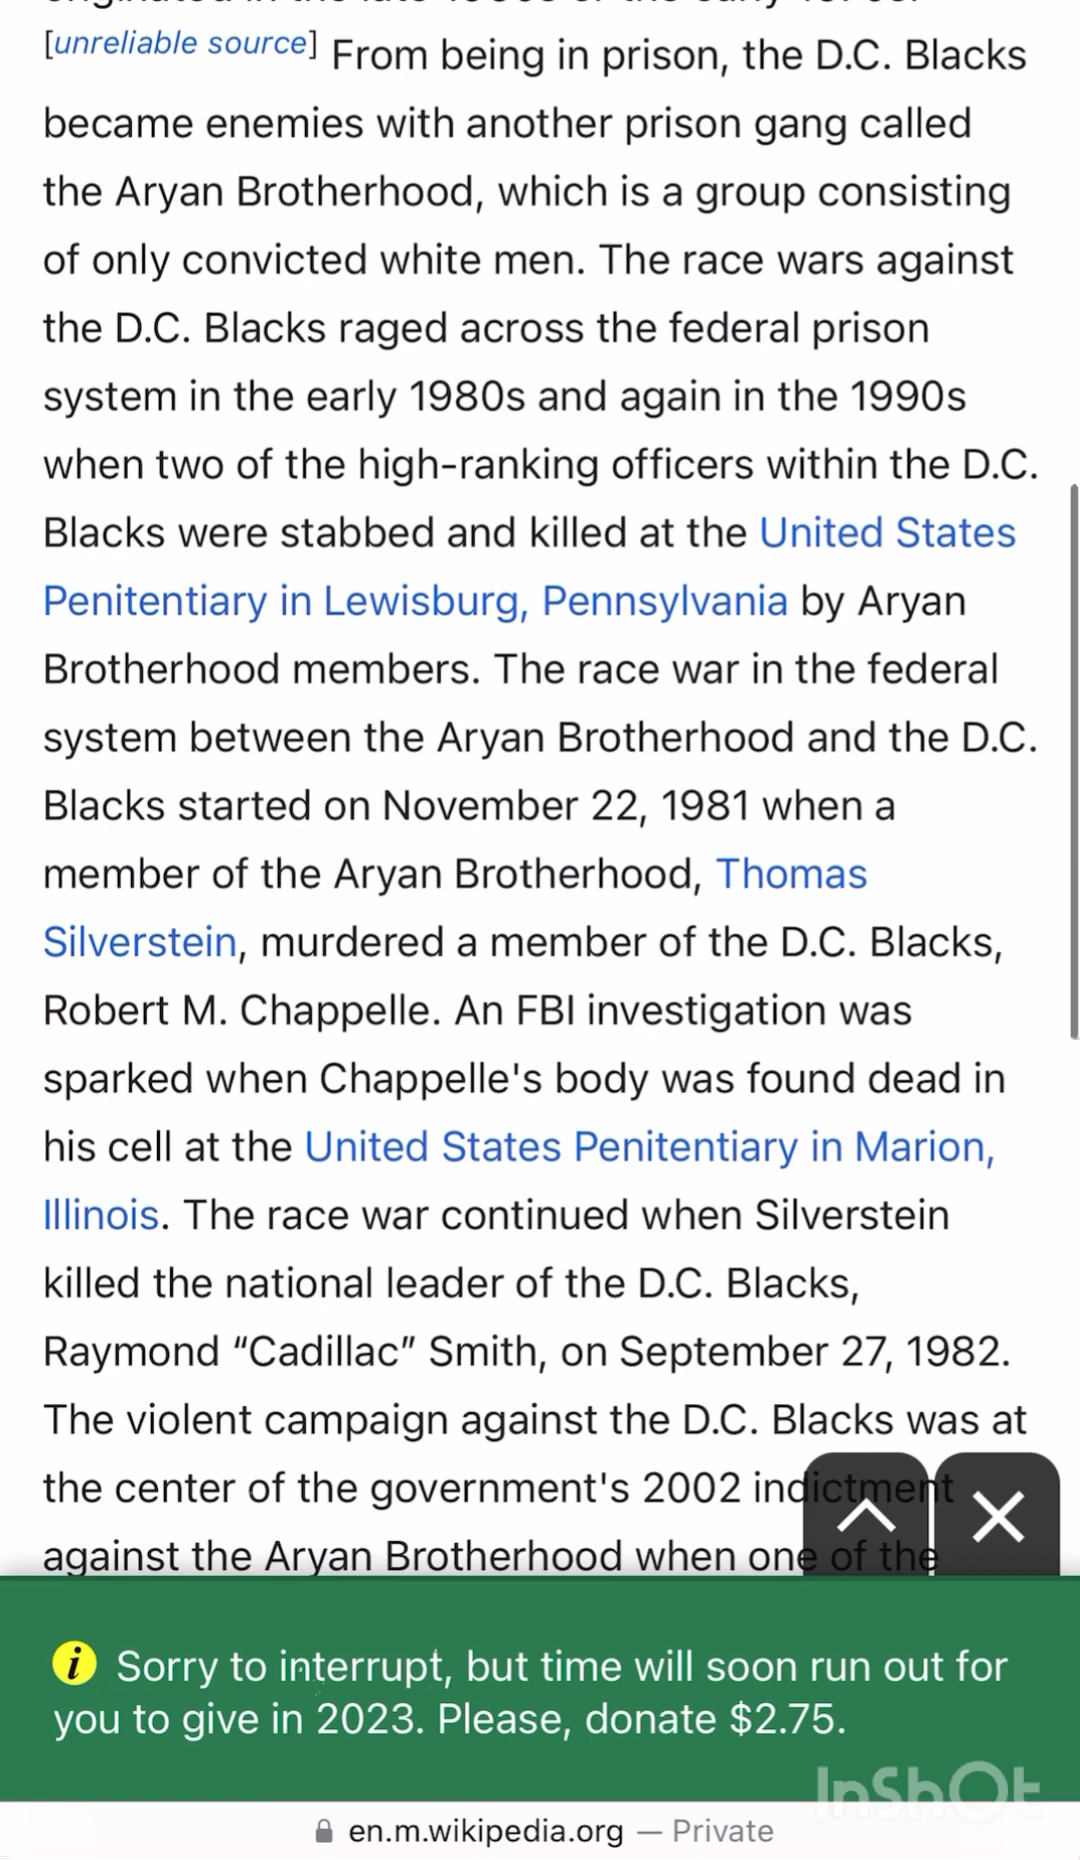 [unreliable source] From being in prison, the D.C. Blacks
became enemies with another prison gang called
the Aryan Brotherhood, which is a group consisting
of only convicted white men. The race wars against
the D.C. Blacks raged across the federal prison
system in the early 1980s and again in the 1990s
when two of the high-ranking officers within the D.C.
Blacks were stabbed and killed at the United States
Penitentiary in Lewisburg, Pennsylvania by Aryan
Brotherhood members. The race war in the federal
system between the Aryan Brotherhood and the D.C.
Blacks started on November 22, 1981 when a
member of the Aryan Brotherhood, Thomas
Silverstein, murdered a member of the D.C. Blacks,
Robert M. Chappelle. An FBI investigation was
sparked when Chappelle's body was found dead in
his cell at the United States Penitentiary in Marion,
Illinois. The race war continued when Silverstein
killed the national leader of the D.C. Blacks,
Raymond “Cadillac” Smith, on September 27, 1982.
The violent campaign against the D.C. Blacks was at
the center of the government's 2002 indictment
against the Aryan Brotherhood when one of the
i Sorry to interrupt, but time will soon run out for
you to give in 2023. Please, donate $2.75.
InShOt
en.m.wikipedia.org — Private